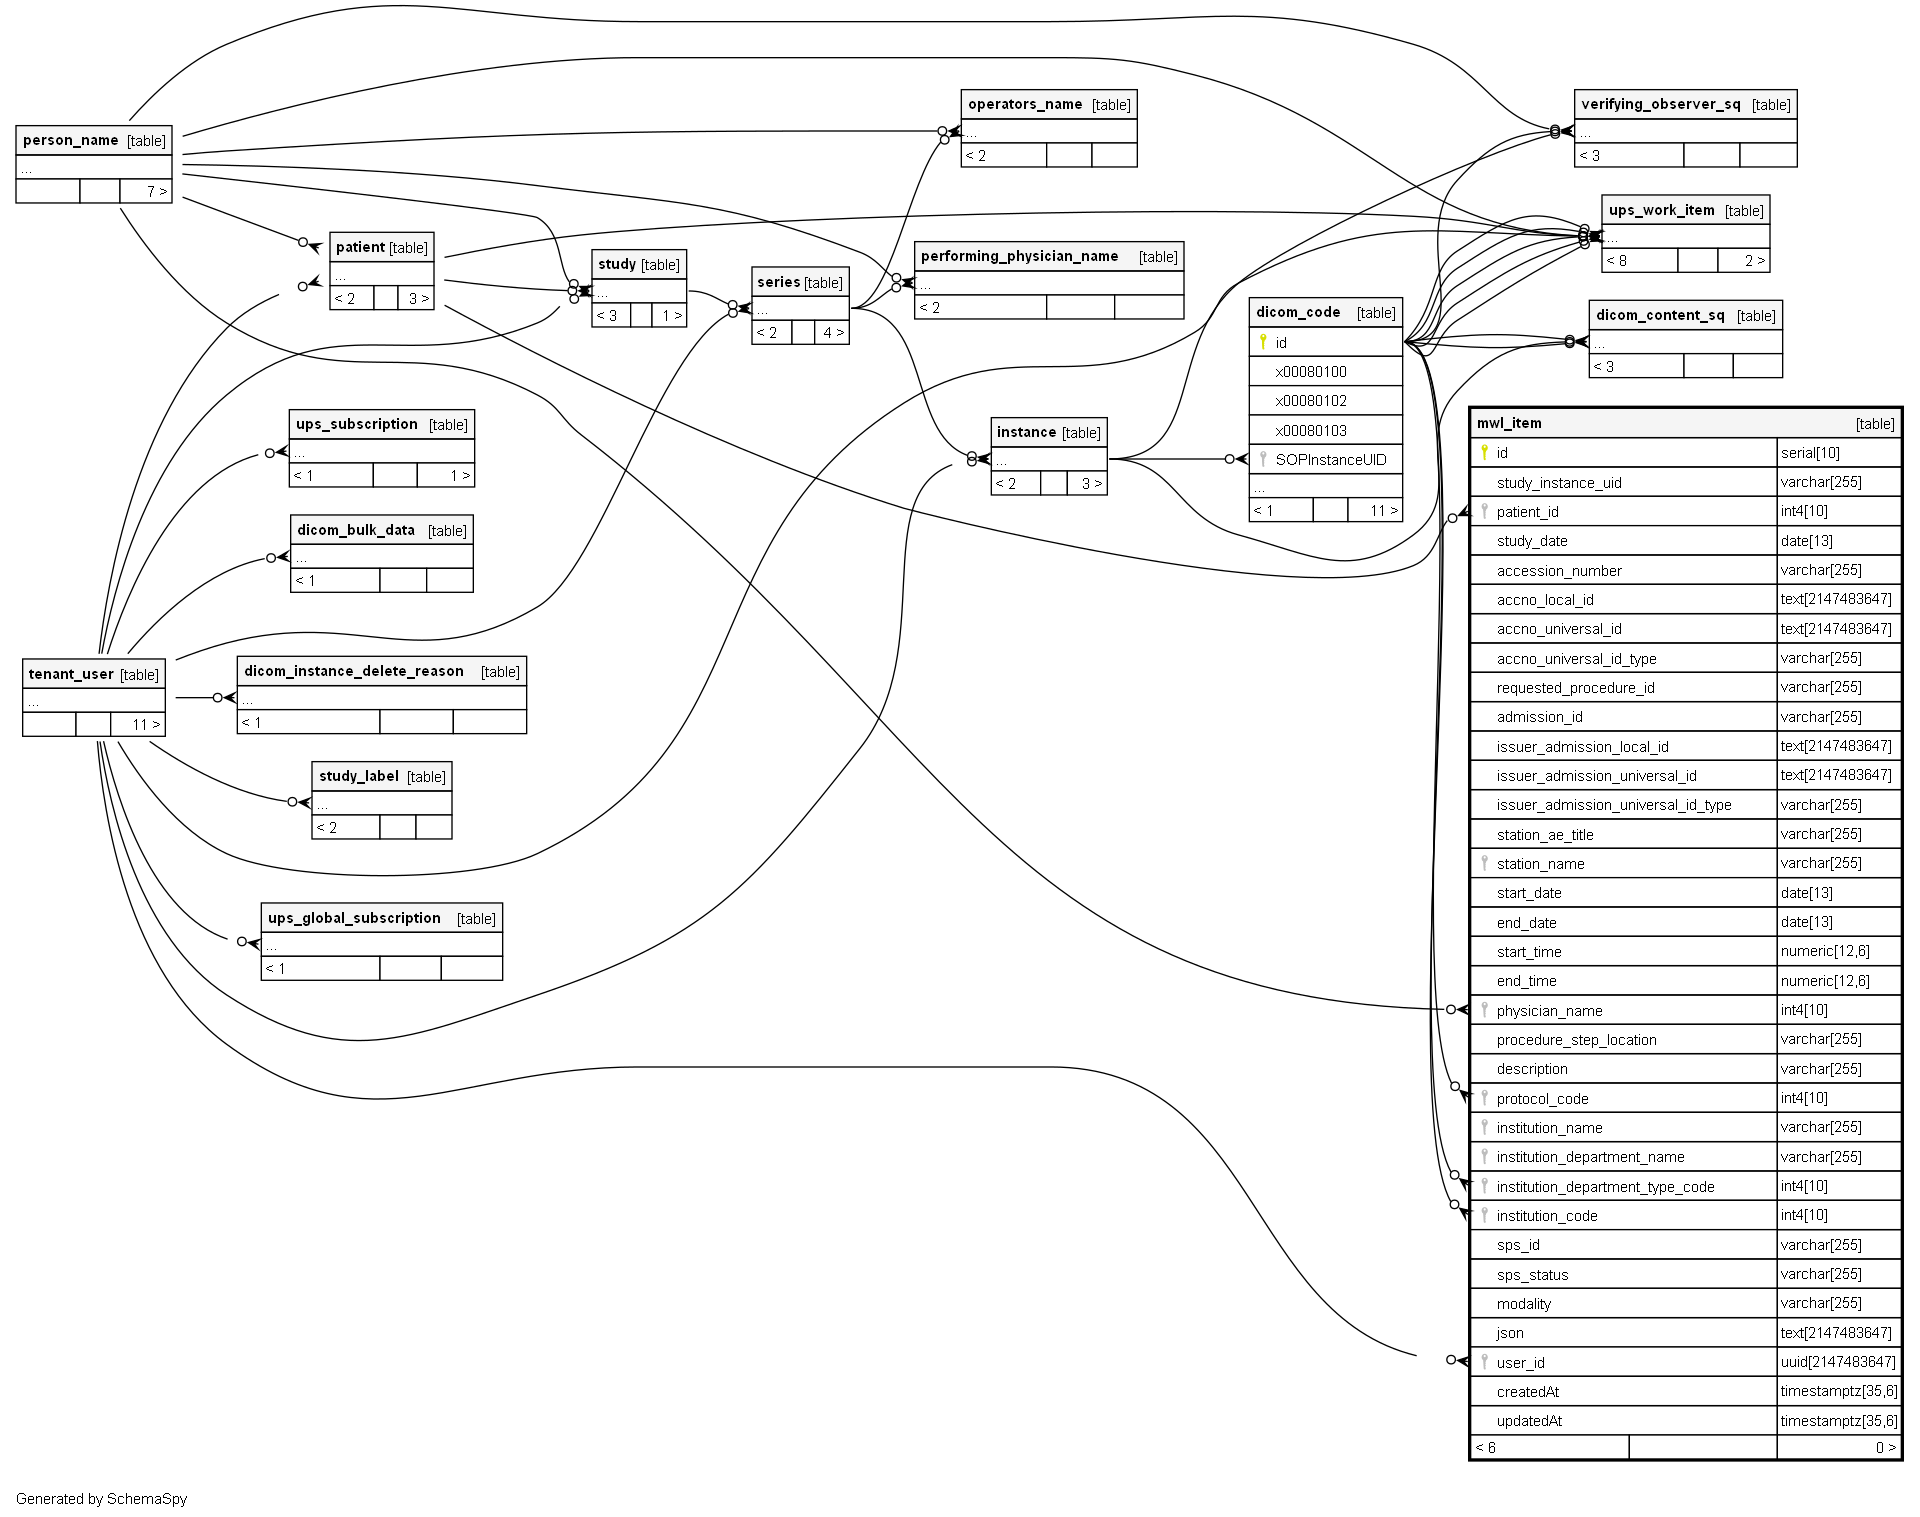 person_name [table]
...
7 >
patient [table]
...
< 2 3 >
study [table]
...
< 3 1 >
series [table]
...
< 2 4 >
operators_name [table]
...
< 2
performing_physician_name [table]
...
< 2
verifying_observer_sq [table]
...
< 3
ups_work_item [table]
...
< 8 2 >
dicom_content_sq [table]
...
< 3
dicom_code [table]
id
x00080100
x00080102
x00080103
SOPInstanceUID
...
< 1 11 >
instance [table]
...
< 2 3 >
ups_subscription [table]
...
< 1 1 >
dicom_bulk_data [table]
...
< 1
tenant_user [table]
...
11 >
dicom_instance_delete_reason [table]
...
< 1
study_label [table]
...
< 2
ups_global_subscription [table]
...
< 1
mwl_item [table]
id serial[10]
study_instance_uid varchar[255]
patient_id int4[10]
study_date date[13]
accession_number varchar[255]
accno_local_id text[2147483647]
accno_universal_id text[2147483647]
accno_universal_id_type varchar[255]
requested_procedure_id varchar[255]
admission_id varchar[255]
issuer_admission_local_id text[2147483647]
issuer_admission_universal_id text[2147483647]
issuer_admission_universal_id_type varchar[255]
station_ae_title varchar[255]
station_name varchar[255]
start_date date[13]
end_date date[13]
start_time numeric[12,6]
end_time numeric[12,6]
physician_name int4[10]
procedure_step_location varchar[255]
description varchar[255]
protocol_code int4[10]
institution_name varchar[255]
institution_department_name varchar[255]
institution_department_type_code int4[10]
institution_code int4[10]
sps_id varchar[255]
sps_status varchar[255]
modality varchar[255]
json text[2147483647]
user_id uuid[2147483647]
createdAt timestamptz[35,6]
updatedAt timestamptz[35,6]
< 6 0 >
Generated by SchemaSpy